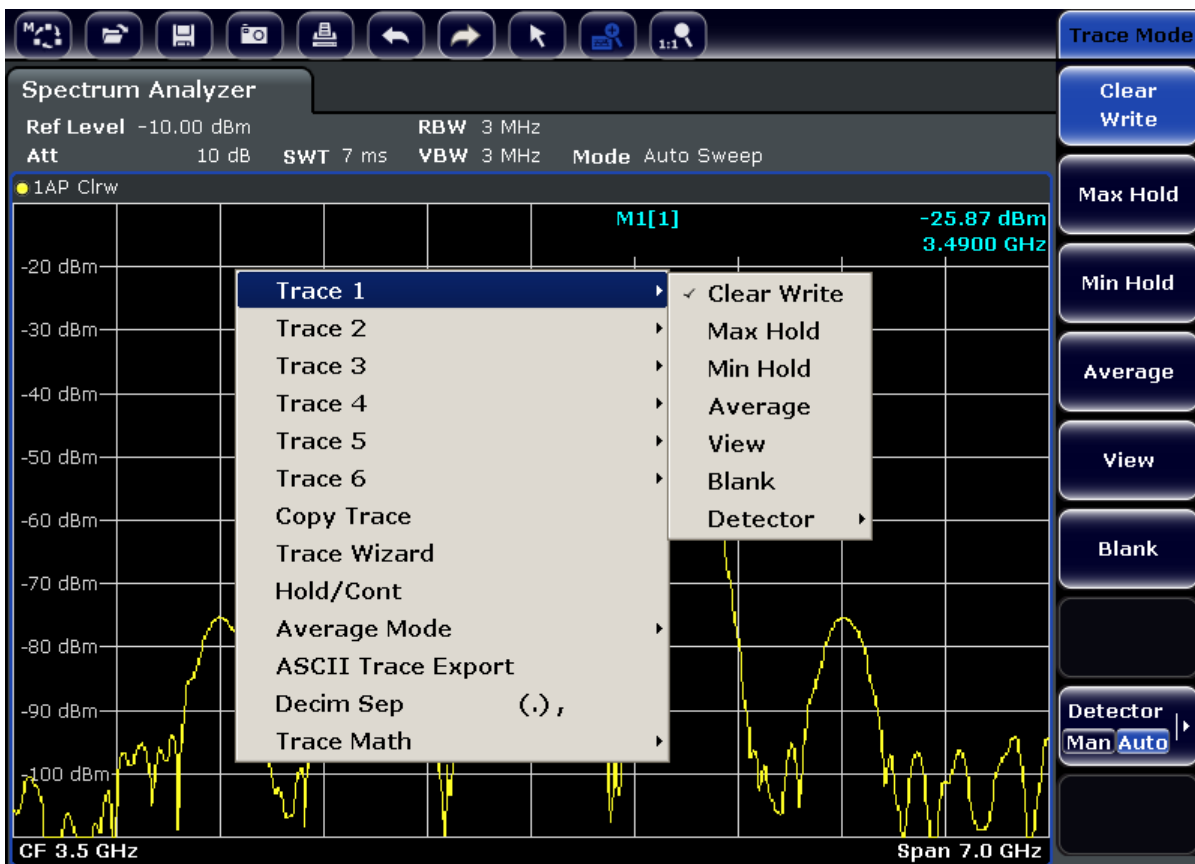 Trace Mode
Spectrum Analyzer
Ref Level -10.00 dBm RBW 3 MHz
Att 10 dB SWT 7 ms VBW 3 MHz Mode Auto Sweep
1AP Clrw
M1[1] -25.87 dBm
3.4900 GHz
-20 dBm
-30 dBm
-40 dBm
-50 dBm
-60 dBm
-70 dBm
-80 dBm
-90 dBm
-100 dBm
Trace 1
Trace 2
Trace 3
Trace 4
Trace 5
Trace 6
Copy Trace
Trace Wizard
Hold/Cont
Average Mode
ASCII Trace Export
Decim Sep (.) ,
Trace Math
Clear Write
Max Hold
Min Hold
Average
View
Blank
Detector
CF 3.5 GHz Span 7.0 GHz
Clear
Write
Max Hold
Min Hold
Average
View
Blank
Detector
Man Auto
M
1:1